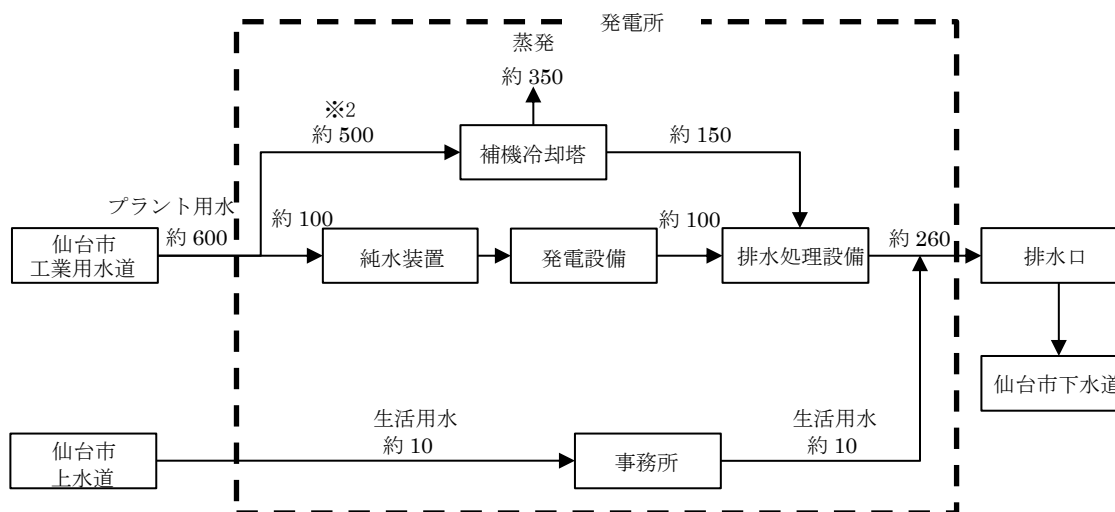 発電所
蒸発
約 350
※2
約 500
補機冷却塔
約 150
プラント用水
約 600
約 100
約 100
約 260
仙台市
工業用水道
純水装置
発電設備
排水処理設備
排水口
仙台市下水道
生活用水
約 10
生活用水
約 10
仙台市
上水道
事務所